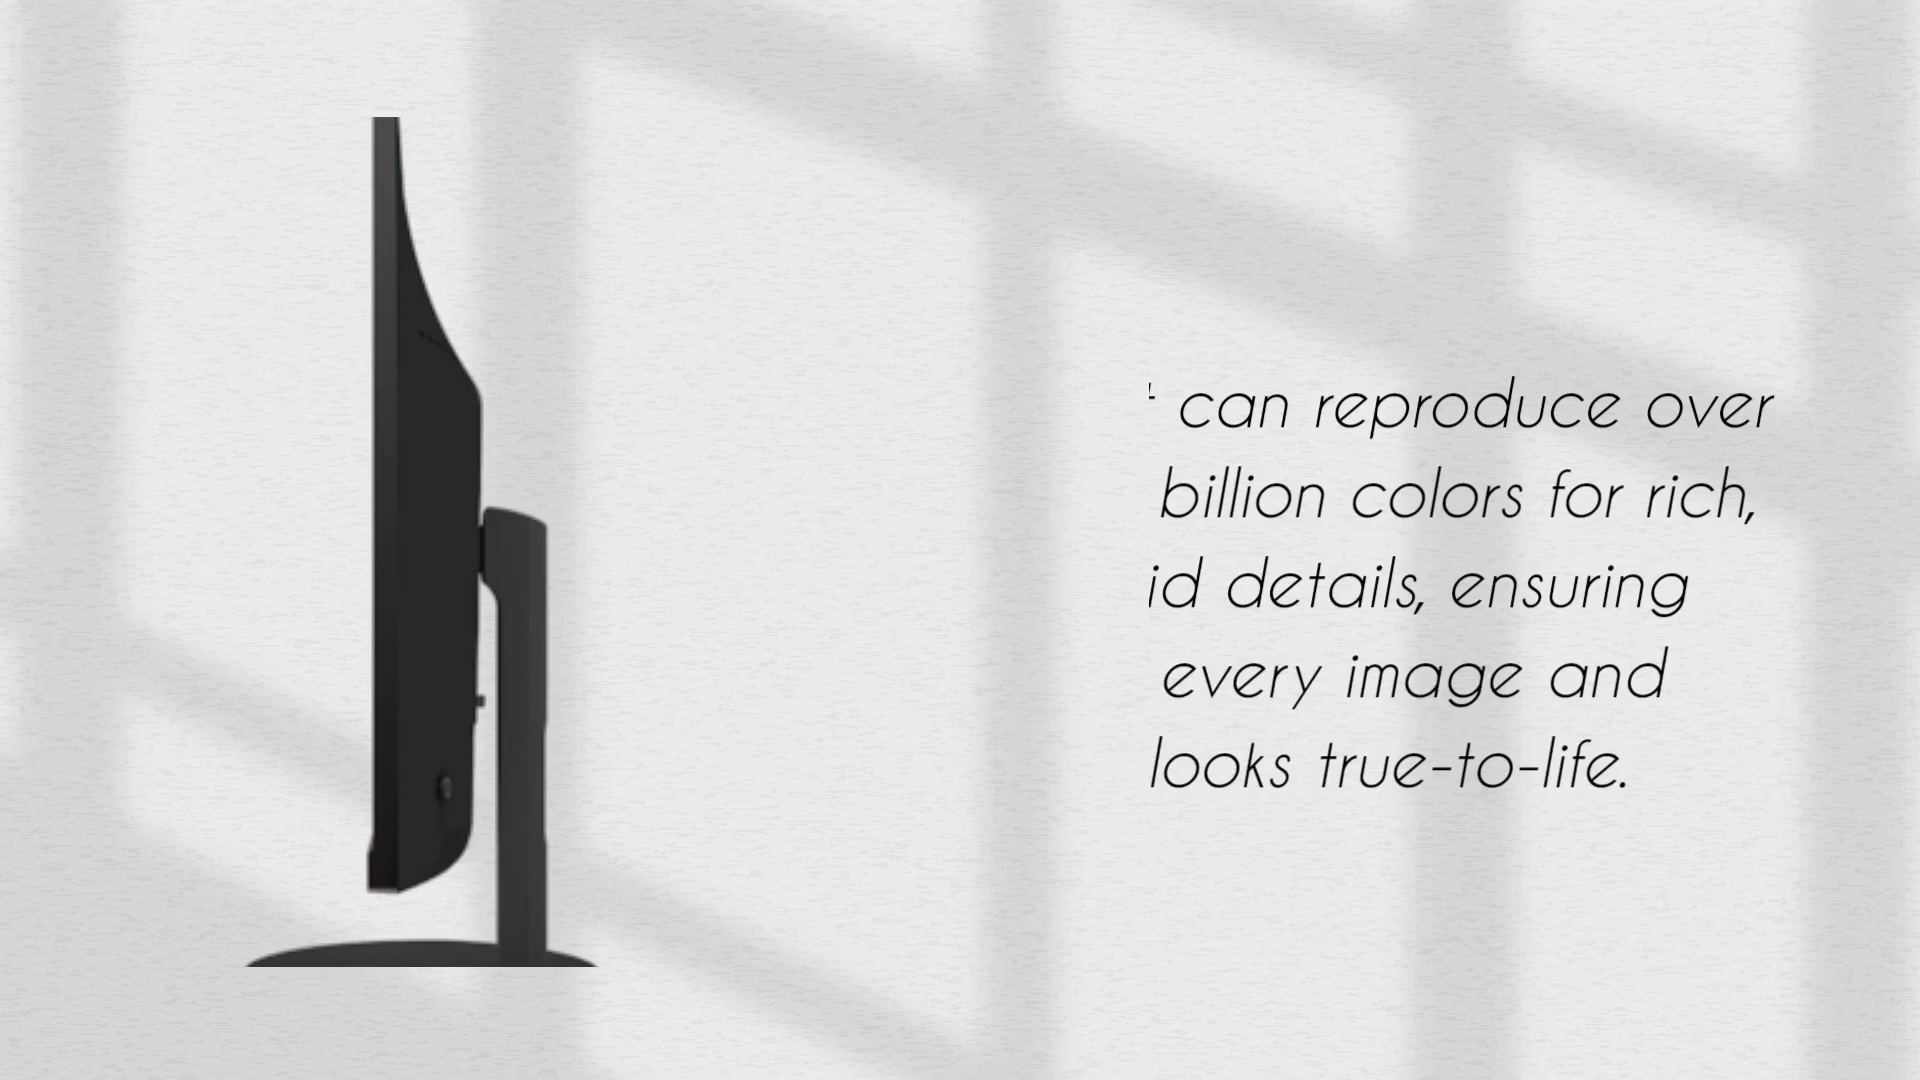 can reproduce over
billion colors for rich,
id details, ensuring
every image and
looks true-to-life.